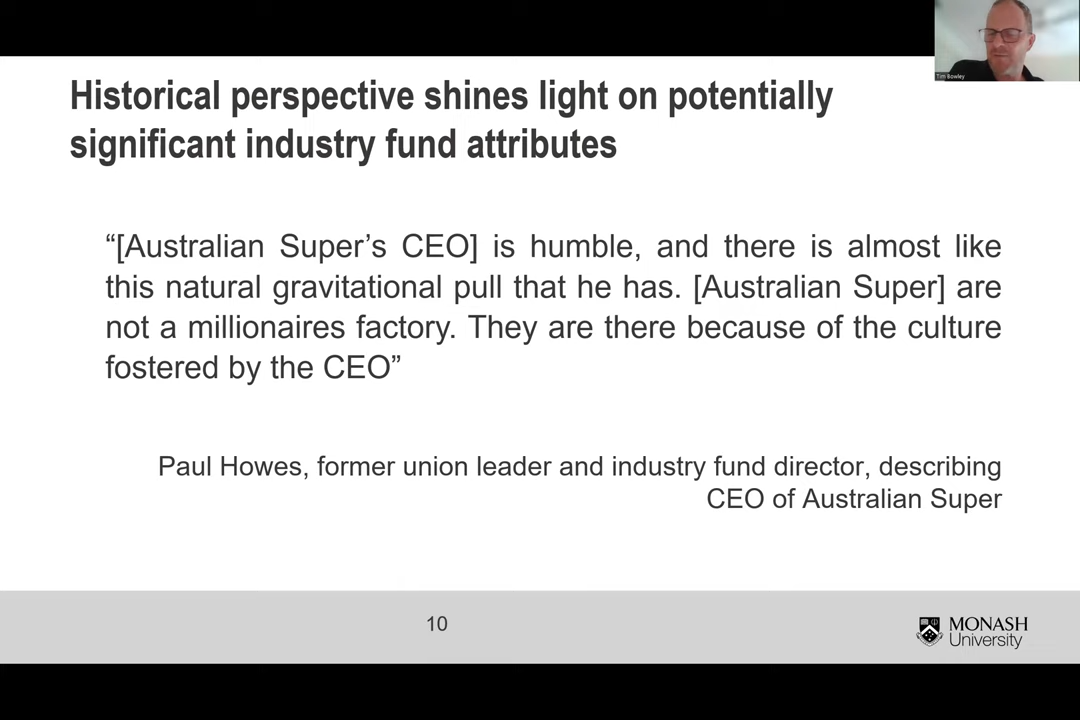 Tim Bowley
Historical perspective shines light on potentially
significant industry fund attributes
“[Australian Super’s CEO] is humble, and there is almost like
this natural gravitational pull that he has. [Australian Super] are
not a millionaires factory. They are there because of the culture
fostered by the CEO”
Paul Howes, former union leader and industry fund director, describing
CEO of Australian Super
10
MONASH
University